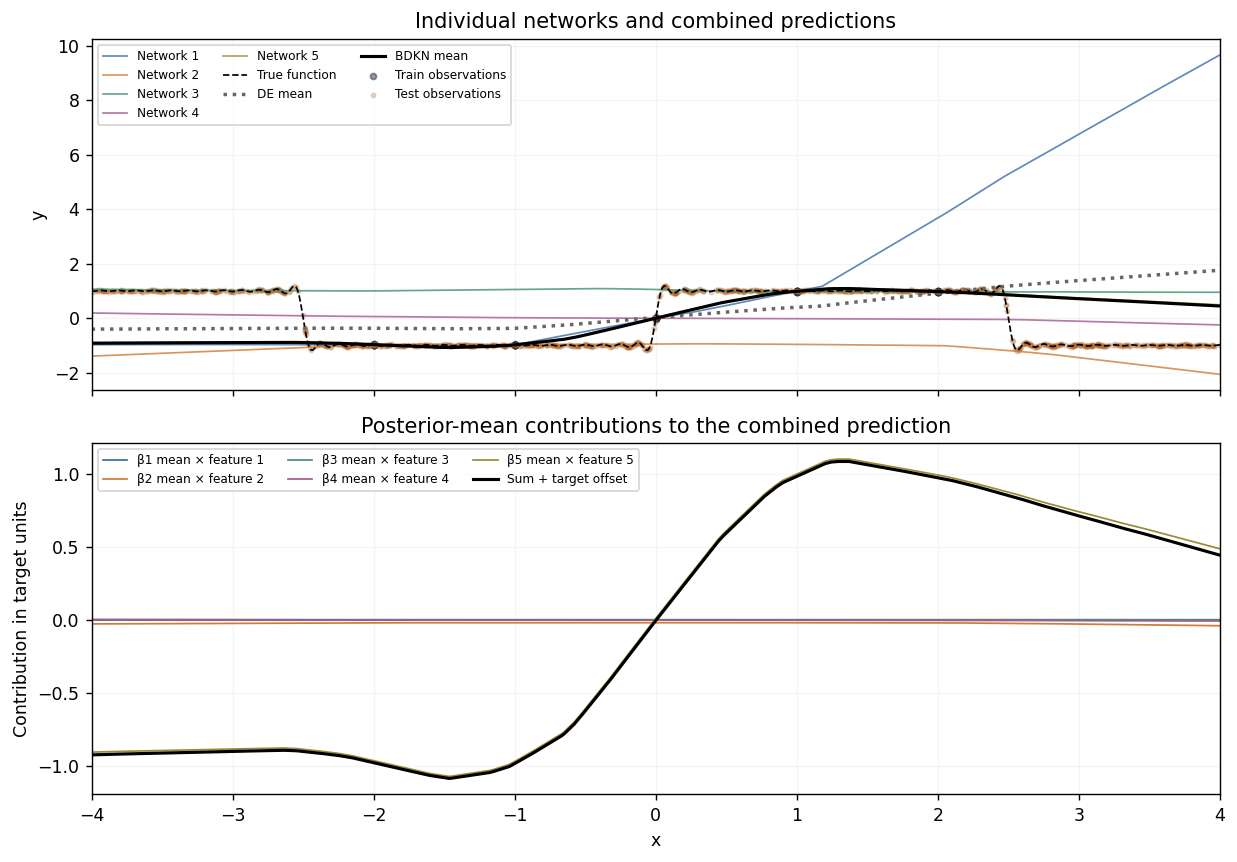 Individual networks and combined predictions
Network 1
Network 2
Network 3
Network 4
Network 5
True function
DE mean
BDKN mean
Train observations
Test observations
y
10
8
6
4
2
0
−2
Posterior-mean contributions to the combined prediction
β1 mean × feature 1
β2 mean × feature 2
β3 mean × feature 3
β4 mean × feature 4
β5 mean × feature 5
Sum + target offset
Contribution in target units
1.0
0.5
0.0
−0.5
−1.0
−4
−3
−2
−1
0
1
2
3
4
x